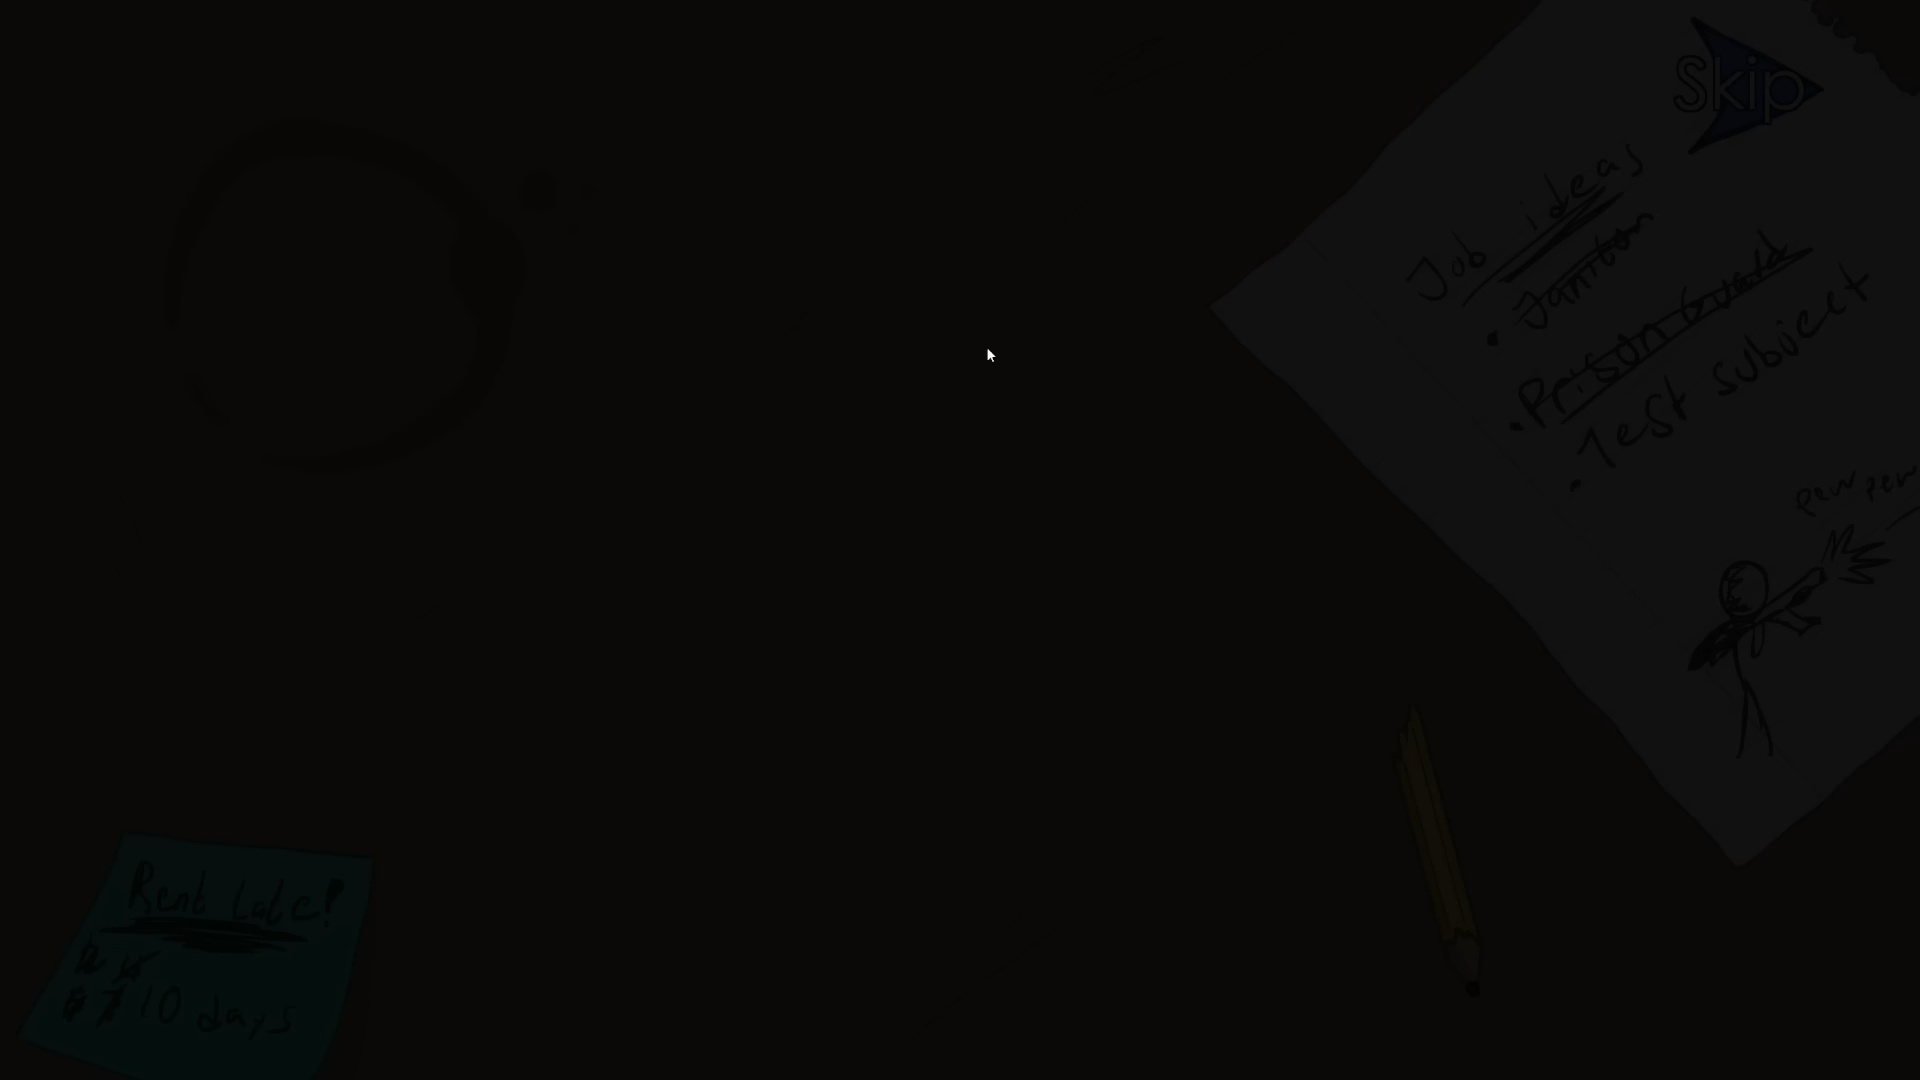 Skip
Job ideas
• Janitor
• Prison Guard
• Test subject
pew pew
Rent Late!
10 days